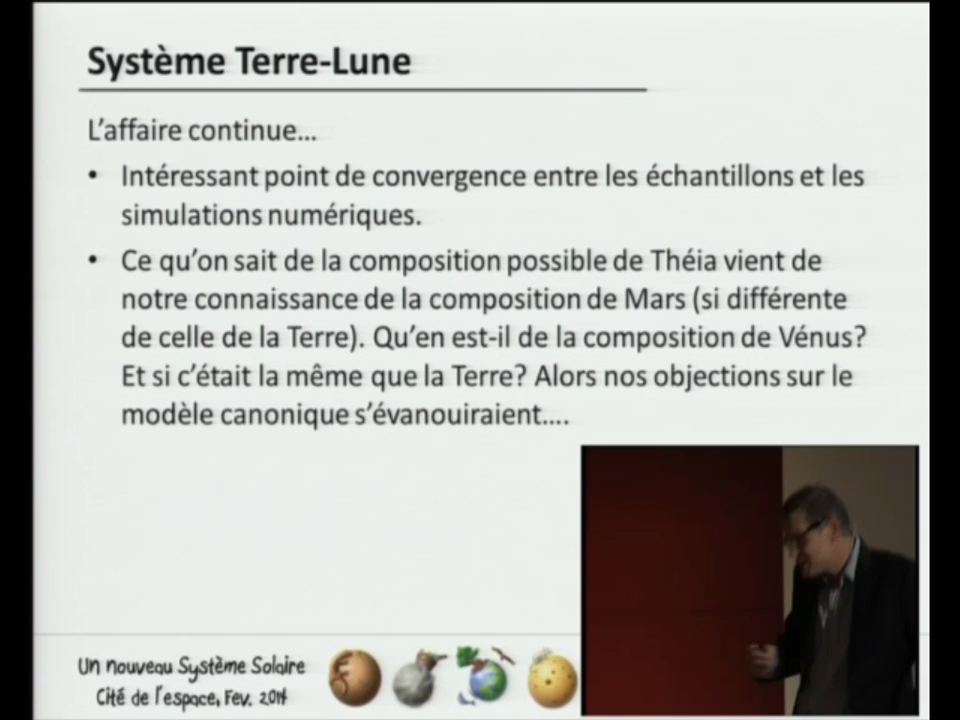 Système Terre-Lune
L'affaire continue...
• Intéressant point de convergence entre les échantillons et les
simulations numériques.
• Ce qu'on sait de la composition possible de Théia vient de
notre connaissance de la composition de Mars (si différente
de celle de la Terre). Qu'en est-il de la composition de Vénus?
Et si c'était la même que la Terre? Alors nos objections sur le
modèle canonique s'évanouiraient....
Un nouveau Système Solaire
Cité de l'espace, Fev. 2014